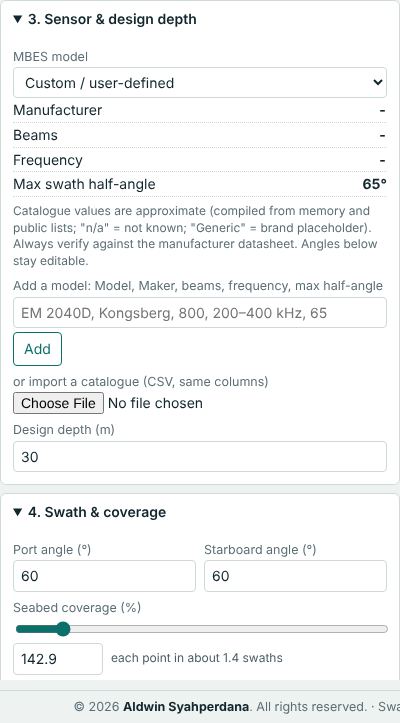 ▼ 3. Sensor & design depth
MBES model
Custom / user-defined
Manufacturer -
Beams -
Frequency -
Max swath half-angle 65°
Catalogue values are approximate (compiled from memory and
public lists; "n/a" = not known; "Generic" = brand placeholder).
Always verify against the manufacturer datasheet. Angles below
stay editable.
Add a model: Model, Maker, beams, frequency, max half-angle
EM 2040D, Kongsberg, 800, 200–400 kHz, 65
Add
or import a catalogue (CSV, same columns)
Choose File No file chosen
Design depth (m)
30
▼ 4. Swath & coverage
Port angle (°) Starboard angle (°)
60 60
Seabed coverage (%)
142.9 each point in about 1.4 swaths
© 2026 Aldwin Syahperdana. All rights reserved. · Swa